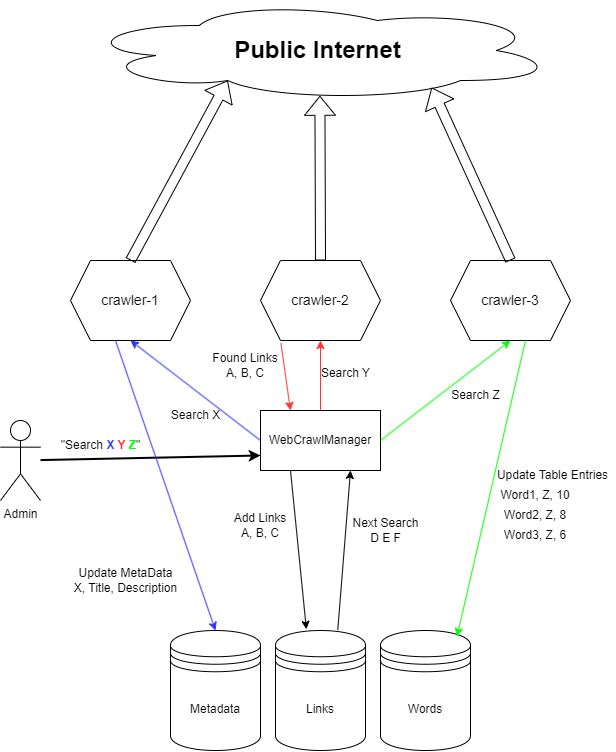 Public Internet
crawler-1
crawler-2
crawler-3
Found Links
A, B, C
Search Y
Search X
Search Z
WebCrawlManager
"Search X Y Z"
Admin
Update Table Entries
Word1, Z, 10
Word2, Z, 8
Word3, Z, 6
Add Links
A, B, C
Next Search
D E F
Update MetaData
X, Title, Description
Metadata
Links
Words